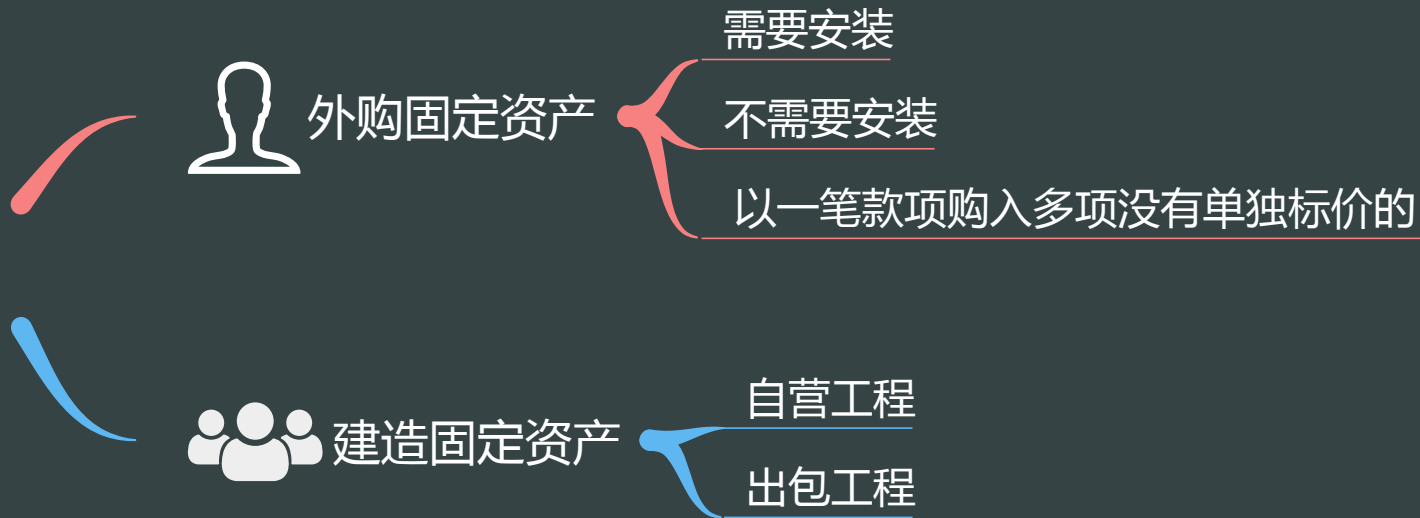 外购固定资产
需要安装
不需要安装
以一笔款项购入多项没有单独标价的
建造固定资产
自营工程
出包工程